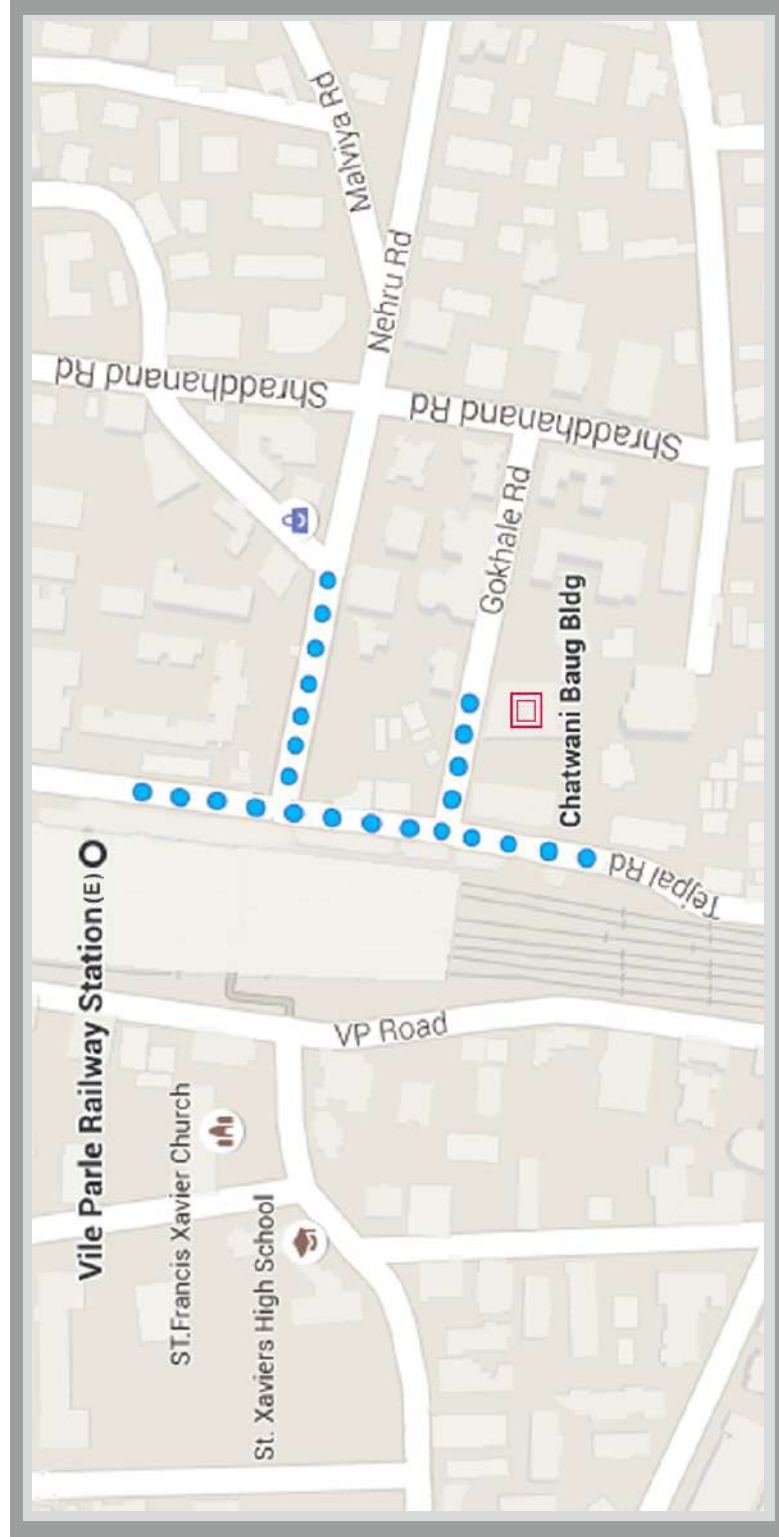 Malviya Rd
Nehru Rd
Shraddhanand Rd
Shraddhanand Rd
Gokhale Rd
Chatwani Baug Bldg
Tejpal Rd
Vile Parle Railway Station(E)
VP Road
ST.Francis Xavier Church
St. Xaviers High School